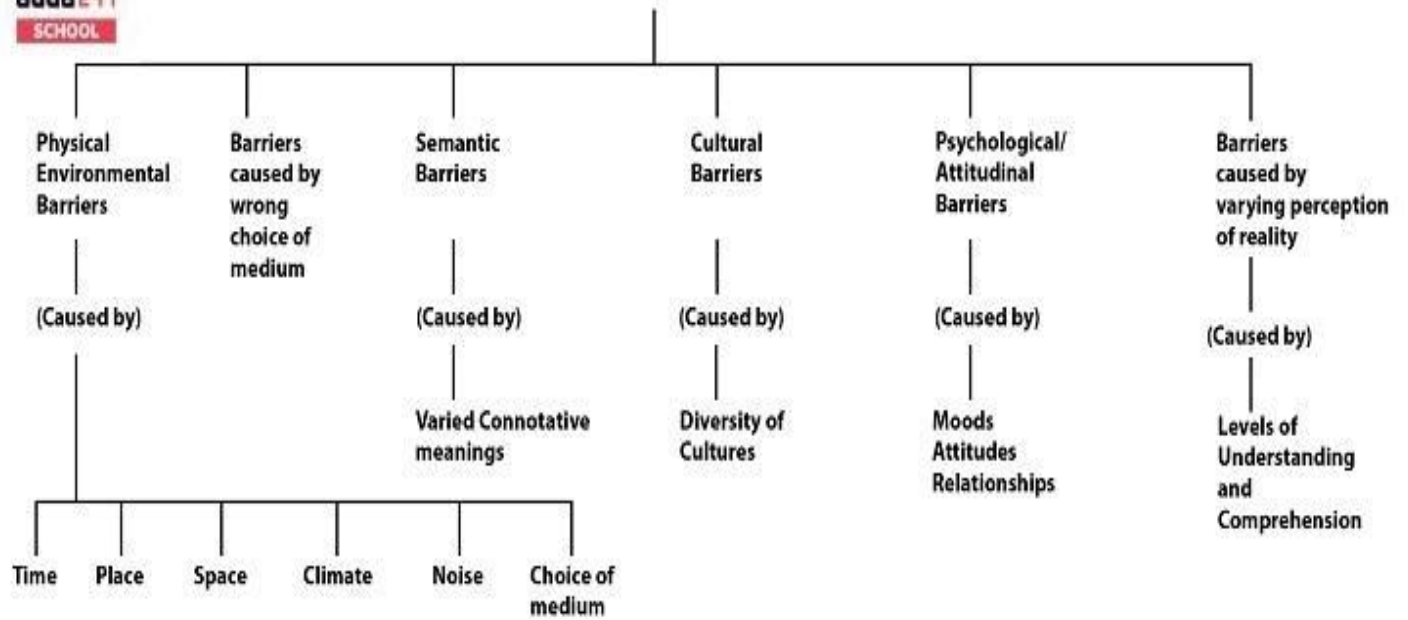 SCHOOL
Physical
Environmental
Barriers
Barriers
caused by
wrong
choice of
medium
Semantic
Barriers
Cultural
Barriers
Psychological/
Attitudinal
Barriers
Barriers
caused by
varying perception
of reality
(Caused by)
(Caused by)
(Caused by)
(Caused by)
(Caused by)
Varied Connotative
meanings
Diversity of
Cultures
Moods
Attitudes
Relationships
Levels of
Understanding
and
Comprehension
Time
Place
Space
Climate
Noise
Choice of
medium